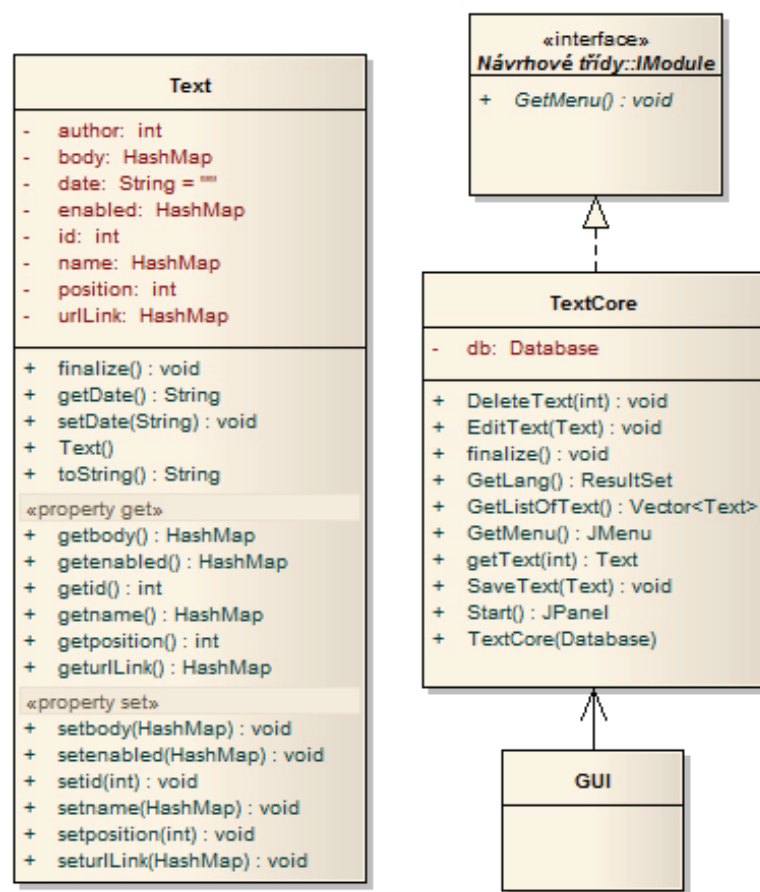 Text
- author: int
- body: HashMap
- date: String = ""
- enabled: HashMap
- id: int
- name: HashMap
- position: int
- urlLink: HashMap
+ finalize() : void
+ getDate() : String
+ setDate(String) : void
+ Text()
+ toString() : String
«property get»
+ getbody() : HashMap
+ getenabled() : HashMap
+ getid() : int
+ getname() : HashMap
+ getposition() : int
+ geturlLink() : HashMap
«property set»
+ setbody(HashMap) : void
+ setenabled(HashMap) : void
+ setid(int) : void
+ setname(HashMap) : void
+ setposition(int) : void
+ seturlLink(HashMap) : void
«interface»
Návrhové třídy::IModule
+ GetMenu() : void
TextCore
- db: Database
+ DeleteText(int) : void
+ EditText(Text) : void
+ finalize() : void
+ GetLang() : ResultSet
+ GetListOfText() : Vector<Text>
+ GetMenu() : JMenu
+ getText(int) : Text
+ SaveText(Text) : void
+ Start() : JPanel
+ TextCore(Database)
GUI